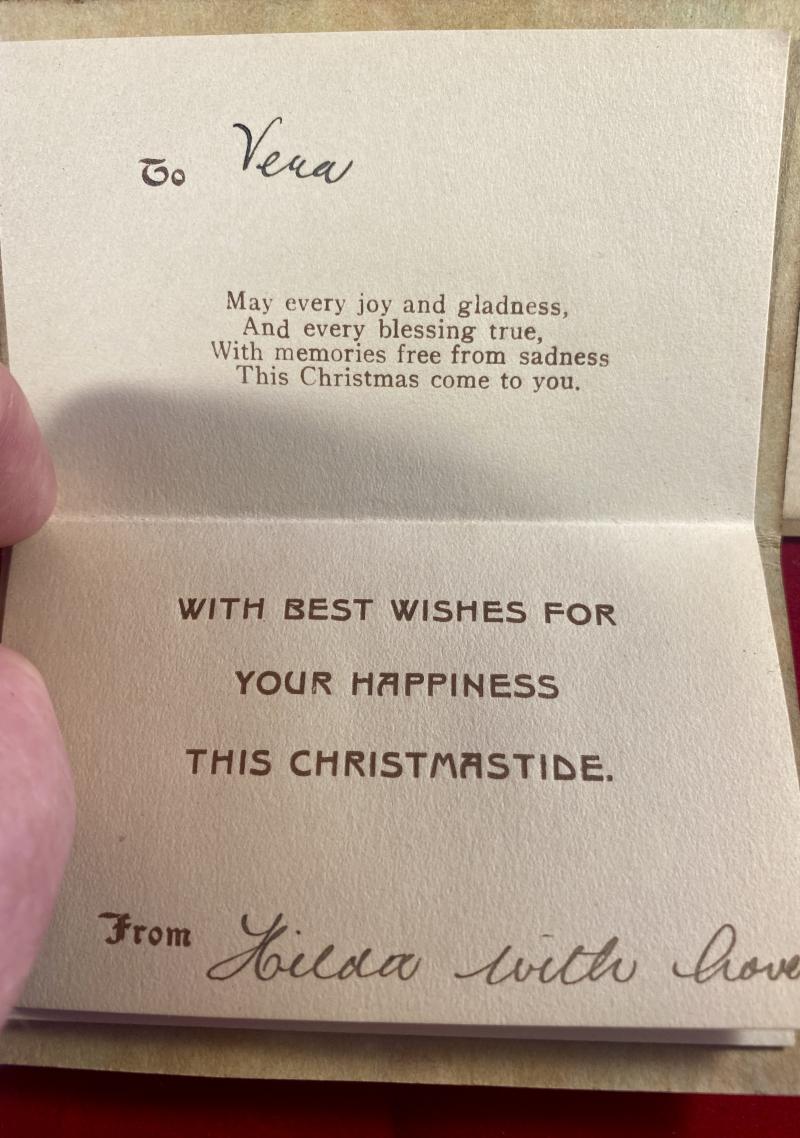 To Vera
May every joy and gladness,
And every blessing true,
With memories free from sadness
This Christmas come to you.
WITH BEST WISHES FOR
YOUR HAPPINESS
THIS CHRISTMASTIDE.
From Hilda with love